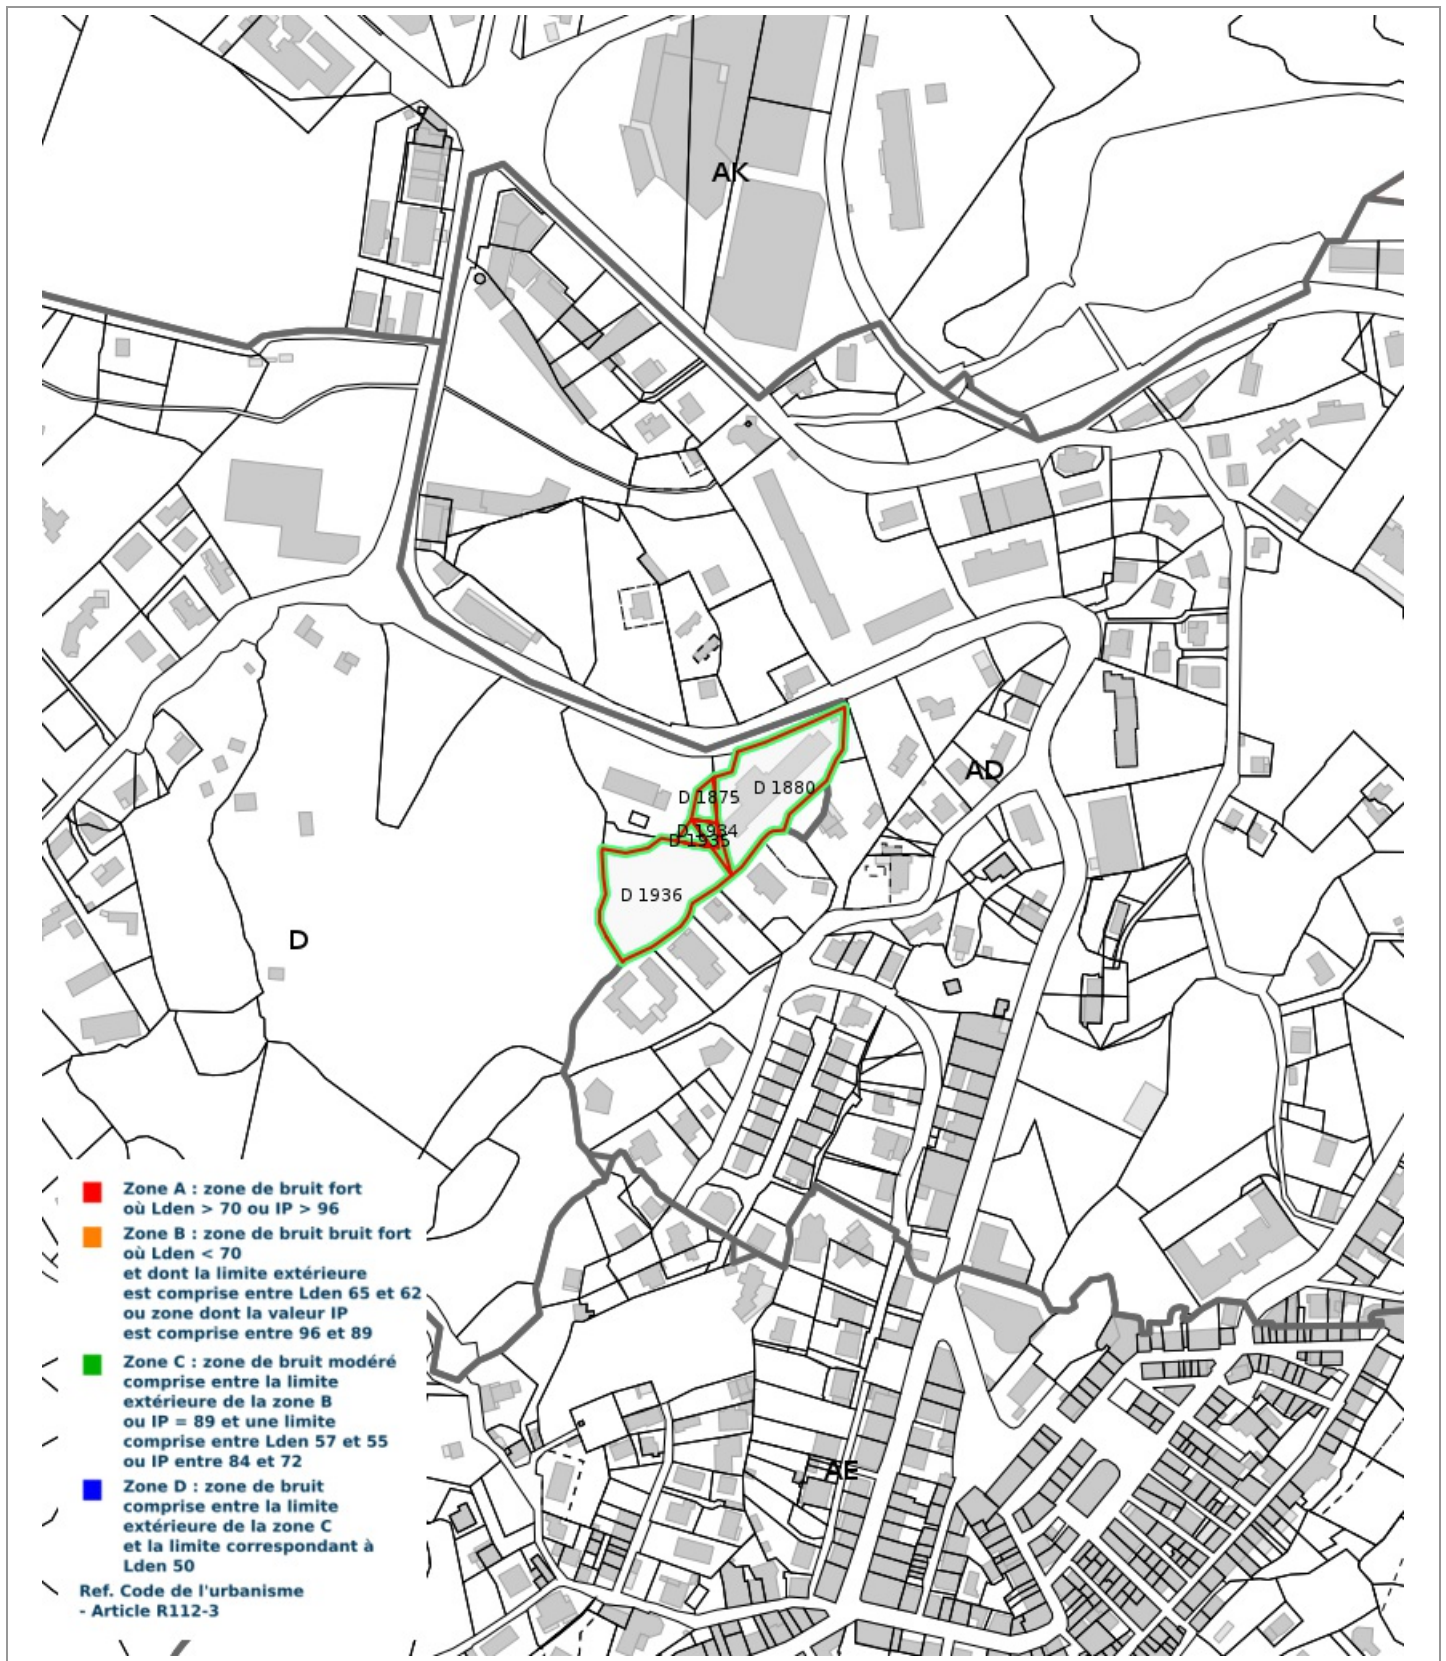 AK
AD
D 1880
D 1875
D 1934
D 1935
D 1936
D
AE
Zone A : zone de bruit fort
où Lden > 70 ou IP > 96
Zone B : zone de bruit bruit fort
où Lden < 70
et dont la limite extérieure
est comprise entre Lden 65 et 62
ou zone dont la valeur IP
est comprise entre 96 et 89
Zone C : zone de bruit modéré
comprise entre la limite
extérieure de la zone B
ou IP = 89 et une limite
comprise entre Lden 57 et 55
ou IP entre 84 et 72
Zone D : zone de bruit
comprise entre la limite
extérieure de la zone C
et la limite correspondant à
Lden 50
Ref. Code de l'urbanisme
- Article R112-3